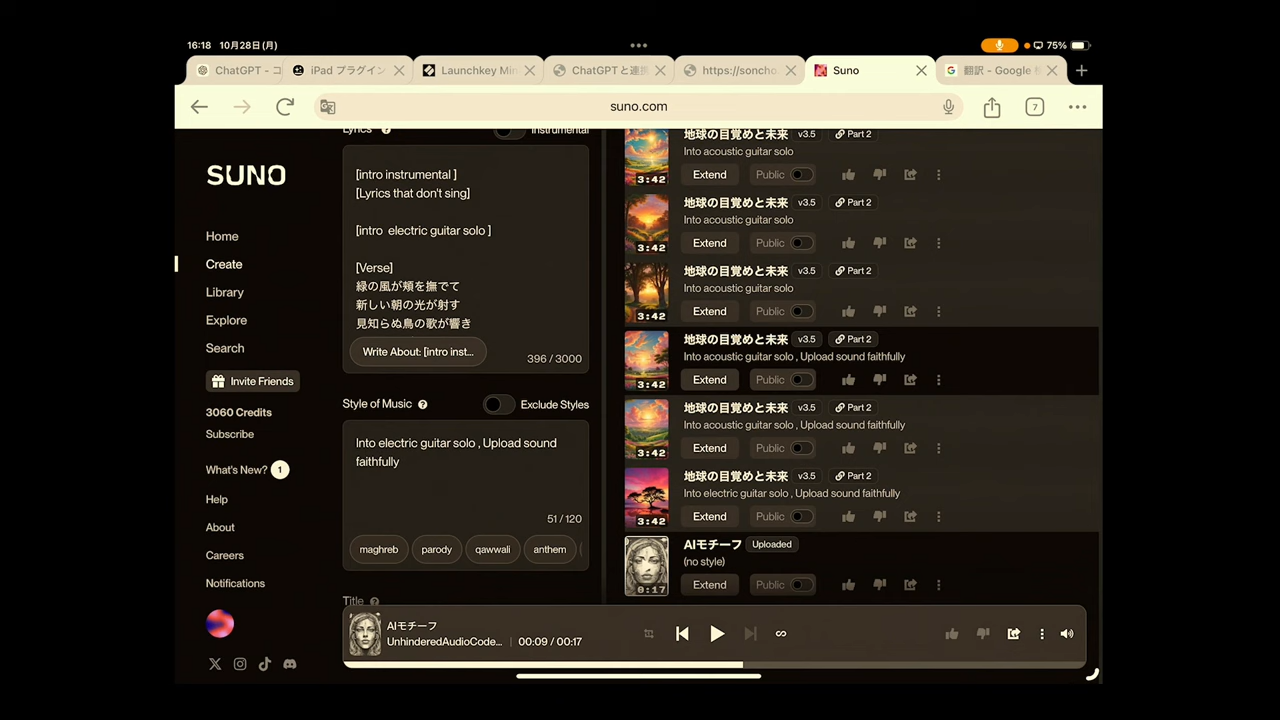 16:18 10月28日(月)
75%
ChatGPT - コ
iPad プラグイン
Launchkey Min
ChatGPTと連携
https://soncho
Suno
翻訳 - Google 検
suno.com
7
SUNO
Home
Create
Library
Explore
Search
Invite Friends
3060 Credits
Subscribe
What's New? 1
Help
About
Careers
Notifications
Lyrics
Instrumental
[intro instrumental ]
[Lyrics that don't sing]
[intro electric guitar solo ]
[Verse]
緑の風が頬を撫でて
新しい朝の光が射す
見知らぬ鳥の歌が響き
Write About: [intro inst...
396 / 3000
Style of Music ?
Exclude Styles
Into electric guitar solo , Upload sound
faithfully
51 / 120
maghreb
parody
qawwali
anthem
Title ?
地球の目覚めと未来 v3.5 Part 2
Into acoustic guitar solo
3:42
Extend Public
地球の目覚めと未来 v3.5 Part 2
Into acoustic guitar solo
3:42
Extend Public
地球の目覚めと未来 v3.5 Part 2
Into acoustic guitar solo
3:42
Extend Public
地球の目覚めと未来 v3.5 Part 2
Into acoustic guitar solo , Upload sound faithfully
3:42
Extend Public
地球の目覚めと未来 v3.5 Part 2
Into acoustic guitar solo , Upload sound faithfully
3:42
Extend Public
地球の目覚めと未来 v3.5 Part 2
Into electric guitar solo , Upload sound faithfully
3:42
Extend Public
AIモチーフ Uploaded
(no style)
0:17
Extend Public
AIモチーフ
UnhinderedAudioCode... | 00:09 / 00:17